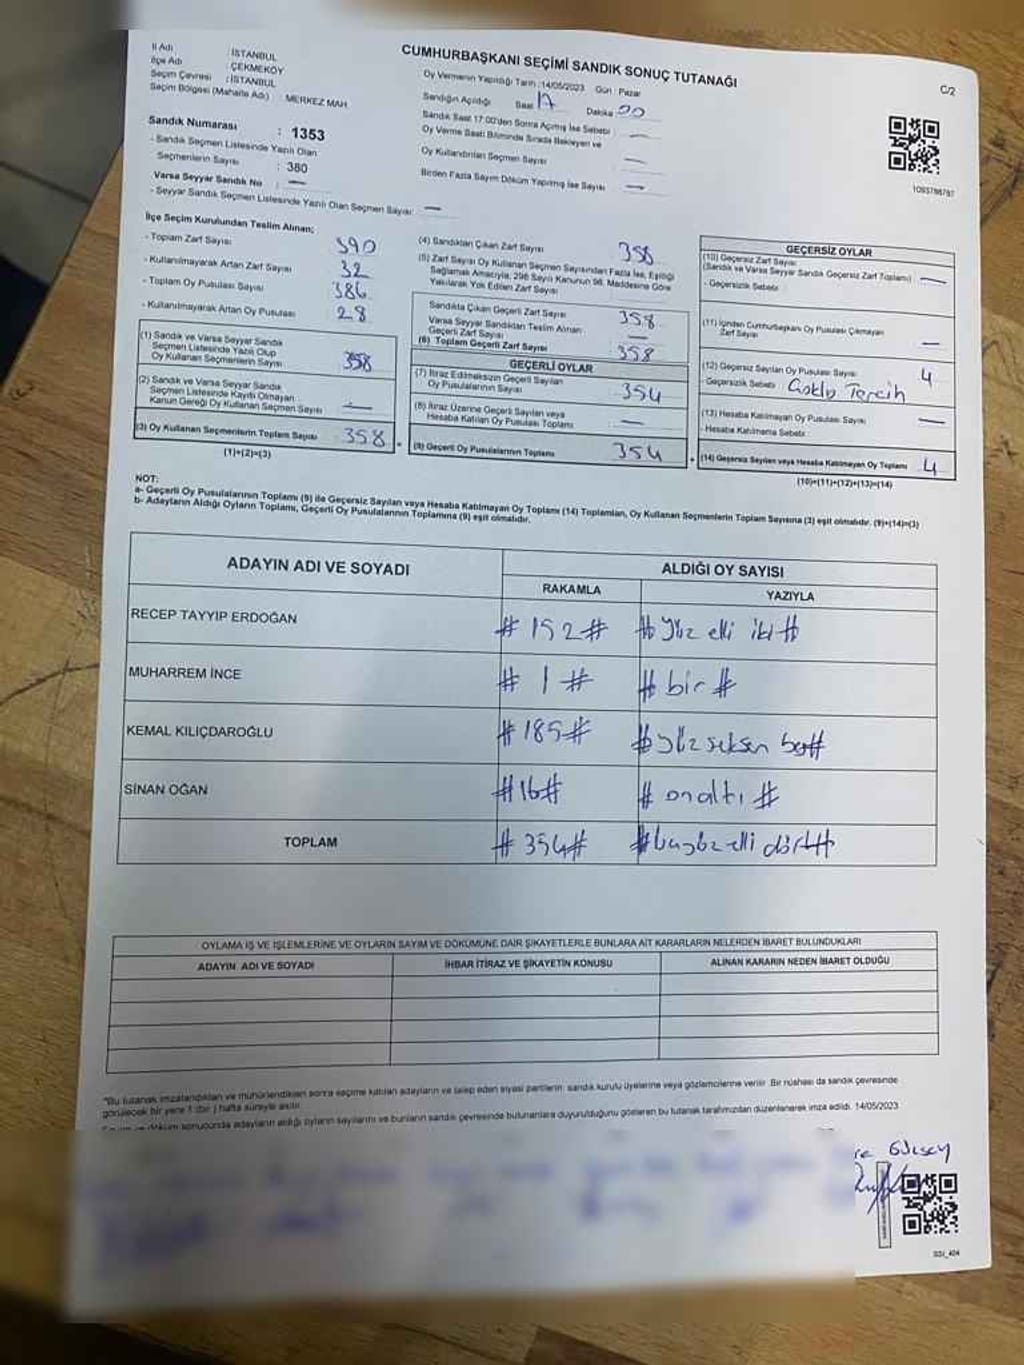 CUMHURBAŞKANI SEÇİMİ SANDIK SONUÇ TUTANAĞI
C/2
İl Adı : İSTANBUL
İlçe Adı : ÇEKMEKÖY
Seçim Çevresi : İSTANBUL
Seçim Bölgesi (Mahalle Adı) : MERKEZ MAH.
Oy Vermenin Yapıldığı Tarih :14/05/2023 Gün : Pazar
Sandığın Açıldığı Saat 17 Dakika 00
Sandık Saat 17:00'den Sonra Açılmış İse Sebebi : —
Oy Verme Saati Bitiminde Sırada Bekleyen ve
Oy Kullandırılan Seçmen Sayısı : —
Birden Fazla Sayım Döküm Yapılmış İse Sayısı : —
1093788787
Sandık Numarası : 1353
- Sandık Seçmen Listesinde Yazılı Olan
Seçmenlerin Sayısı : 380
Varsa Seyyar Sandık No : —
- Seyyar Sandık Seçmen Listesinde Yazılı Olan Seçmen Sayısı : —
İlçe Seçim Kurulundan Teslim Alınan;
- Toplam Zarf Sayısı 390
- Kullanılmayarak Artan Zarf Sayısı 32
- Toplam Oy Pusulası Sayısı 386
- Kullanılmayarak Artan Oy Pusulası 28
(1) Sandık ve Varsa Seyyar Sandık
Seçmen Listesinde Yazılı Olup
Oy Kullanan Seçmenlerin Sayısı 358
(2) Sandık ve Varsa Seyyar Sandık
Seçmen Listesinde Kayıtlı Olmayan
Kanun Gereği Oy Kullanan Seçmen Sayısı —
(3) Oy Kullanan Seçmenlerin Toplam Sayısı 358
(1)+(2)=(3)
(4) Sandıktan Çıkan Zarf Sayısı 358
(5) Zarf Sayısı Oy Kullanan Seçmen Sayısından Fazla İse, Eşitliği
Sağlamak Amacıyla, 298 Sayılı Kanunun 98. Maddesine Göre
Yakılarak Yok Edilen Zarf Sayısı
Sandıkta Çıkan Geçerli Zarf Sayısı 358
Varsa Seyyar Sandıktan Teslim Alınan
Geçerli Zarf Sayısı —
(6) Toplam Geçerli Zarf Sayısı 358
GEÇERLİ OYLAR
(7) İtiraz Edilmeksizin Geçerli Sayılan
Oy Pusulalarının Sayısı 354
(8) İtiraz Üzerine Geçerli Sayılan veya
Hesaba Katılan Oy Pusulası Toplamı —
(9) Geçerli Oy Pusulalarının Toplamı 354
GEÇERSİZ OYLAR
(10) Geçersiz Zarf Sayısı
(Sandık ve Varsa Seyyar Sandık Geçersiz Zarf Toplamı) —
- Geçersizlik Sebebi :
(11) İçinden Cumhurbaşkanı Oy Pusulası Çıkmayan
Zarf Sayısı —
(12) Geçersiz Sayılan Oy Pusulası Sayısı 4
- Geçersizlik Sebebi : Çoklu Tercih
(13) Hesaba Katılmayan Oy Pusulası Sayısı —
- Hesaba Katılmama Sebebi :
(14) Geçersiz Sayılan veya Hesaba Katılmayan Oy Toplamı 4
(10)+(11)+(12)+(13)=(14)
NOT:
a- Geçerli Oy Pusulalarının Toplamı (9) ile Geçersiz Sayılan veya Hesaba Katılmayan Oy Toplamı (14) Toplamları, Oy Kullanan Seçmenlerin Toplam Sayısına (3) eşit olmalıdır. (9)+(14)=(3)
b- Adayların Aldığı Oyların Toplamı, Geçerli Oy Pusulalarının Toplamına (9) eşit olmalıdır.
ADAYIN ADI VE SOYADI ALDIĞI OY SAYISI
RAKAMLA YAZIYLA
RECEP TAYYIP ERDOĞAN # 152 # # Yüz elli iki #
MUHARREM İNCE # 1 # # bir #
KEMAL KILIÇDAROĞLU # 185 # # yüz seksen beş #
SİNAN OĞAN # 16 # # onaltı #
TOPLAM # 354 # # üçyüz elli dört #
OYLAMA İŞ VE İŞLEMLERİNE VE OYLARIN SAYIM VE DÖKÜMÜNE DAİR ŞİKAYETLERLE BUNLARA AİT KARARLARIN NELERDEN İBARET BULUNDUKLARI
ADAYIN ADI VE SOYADI İHBAR İTİRAZ VE ŞİKAYETİN KONUSU ALINAN KARARIN NEDEN İBARET OLDUĞU
"Bu tutanak imzalandıktan ve mühürlendikten sonra seçime katılan adayların ve talep eden siyasi partilerin; sandık kurulu üyelerine veya gözlemcilerine verilir. Bir nüshası da sandık çevresinde
görülecek bir yere 1 (bir ) hafta süreyle asılır.
döküm sonucunda adayların aldığı oyların sayılarını ve bunların sandık çevresinde bulunanlara duyurulduğunu gösteren bu tutanak tarafımızdan düzenlenerek imza edildi. 14/05/2023